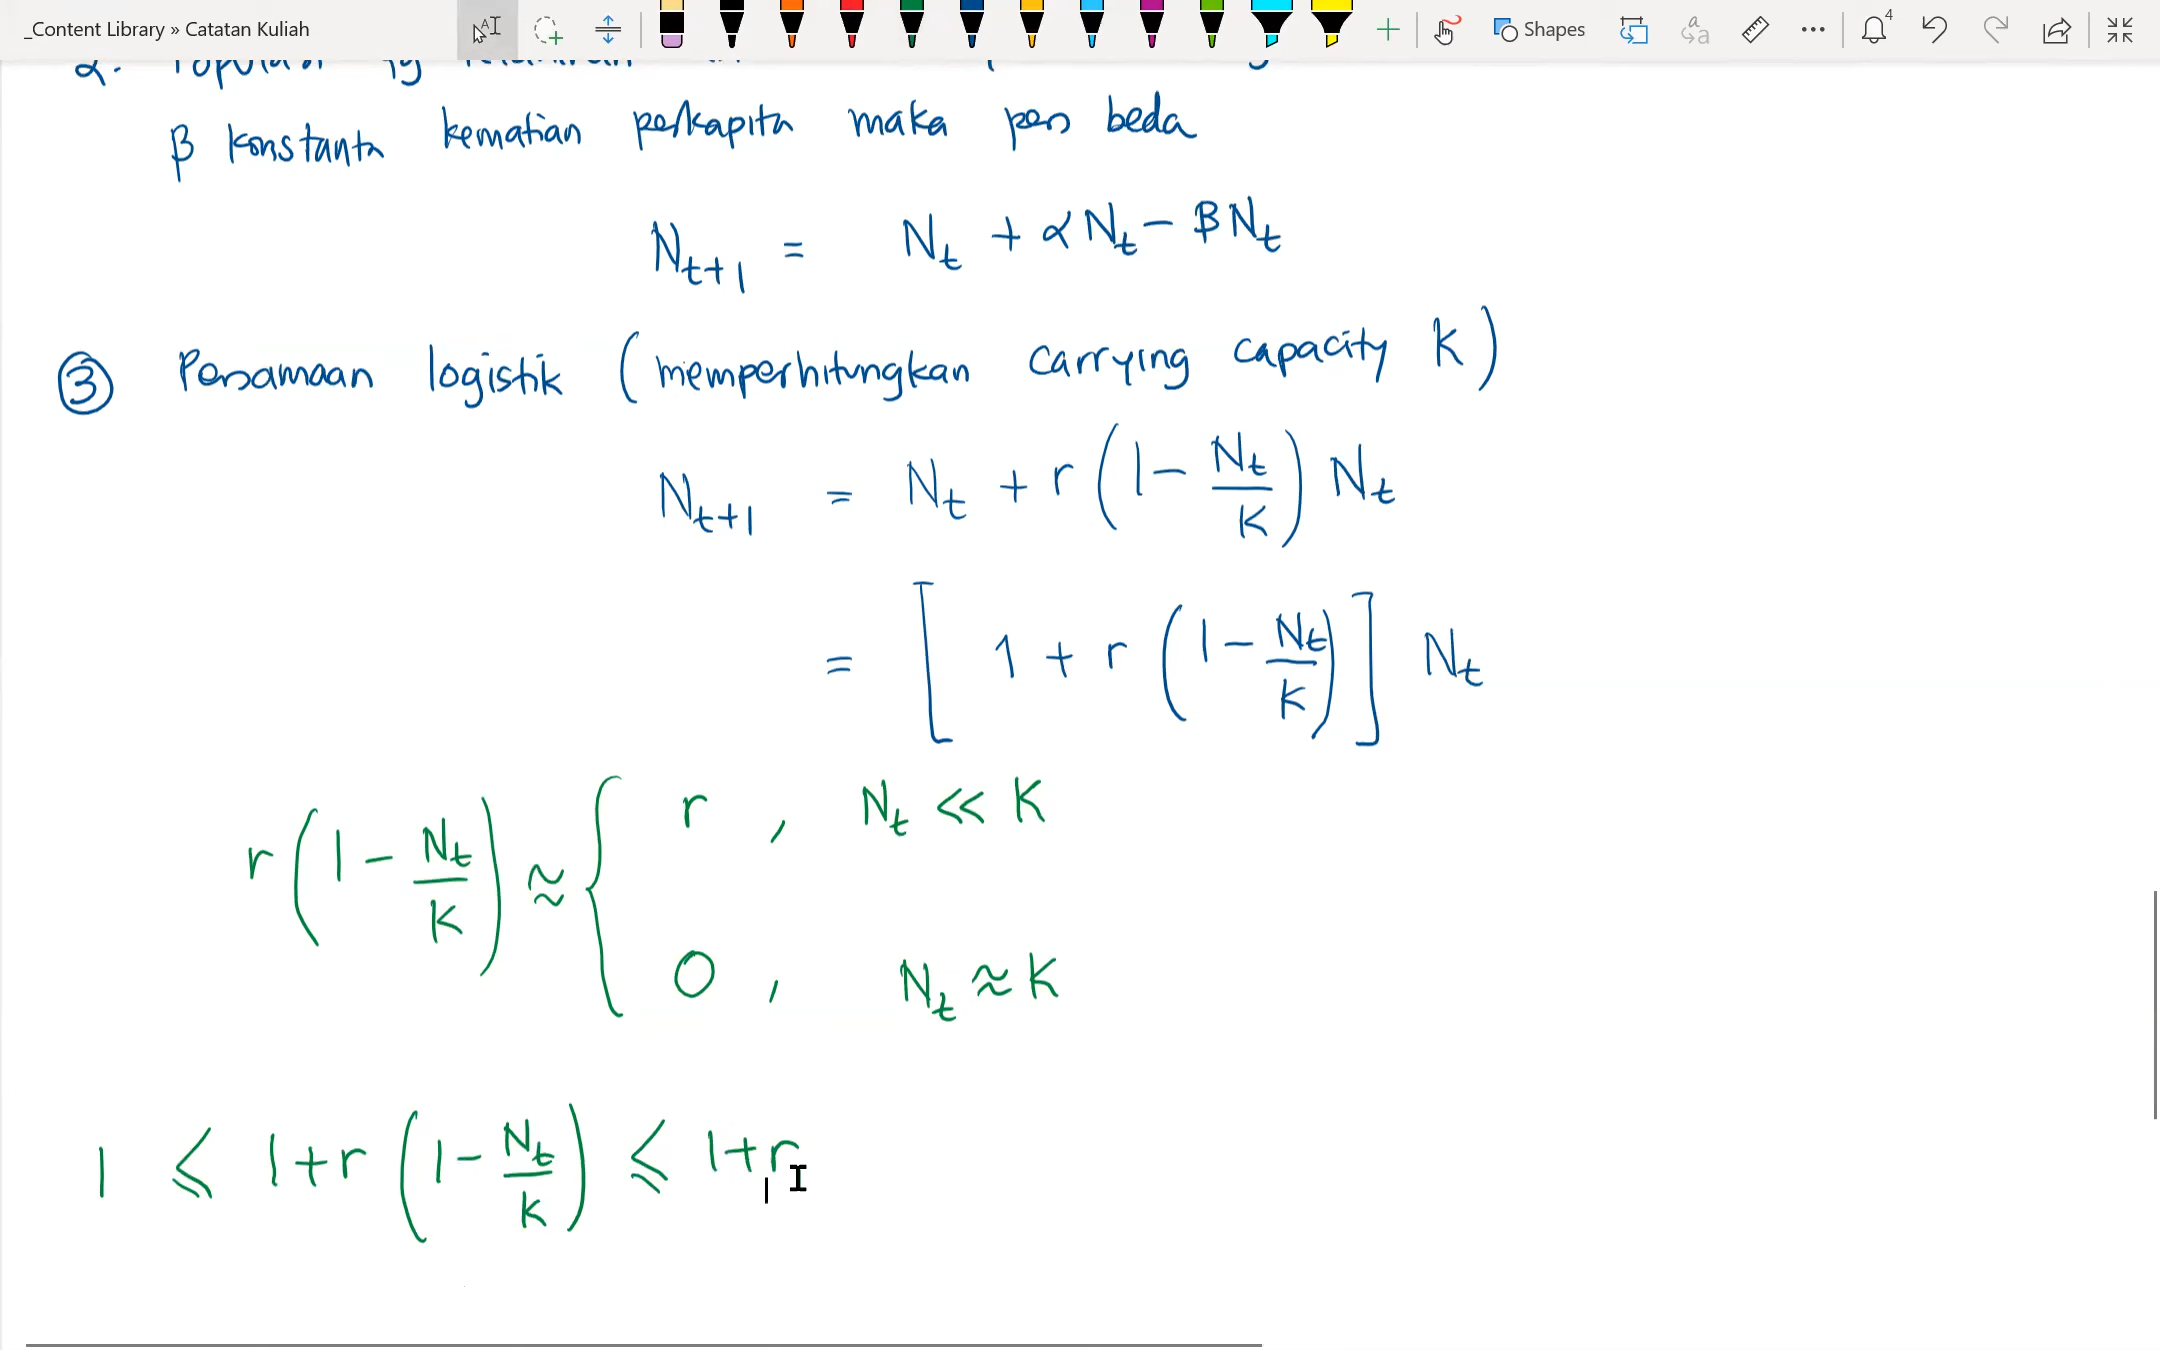 _Content Library » Catatan Kuliah Shapes 4
β konstanta kematian perkapita maka pers beda
N_{t+1} = N_t + αN_t - βN_t
③ Persamaan logistik (memperhitungkan carrying capacity K)
N_{t+1} = N_t + r(1 - N_t/K) N_t
= [1 + r(1 - N_t/K)] N_t
r(1 - N_t/K) ≈ { r , N_t << K
0 , N_t ≈ K
1 ≤ 1+r(1 - N_t/K) ≤ 1+r